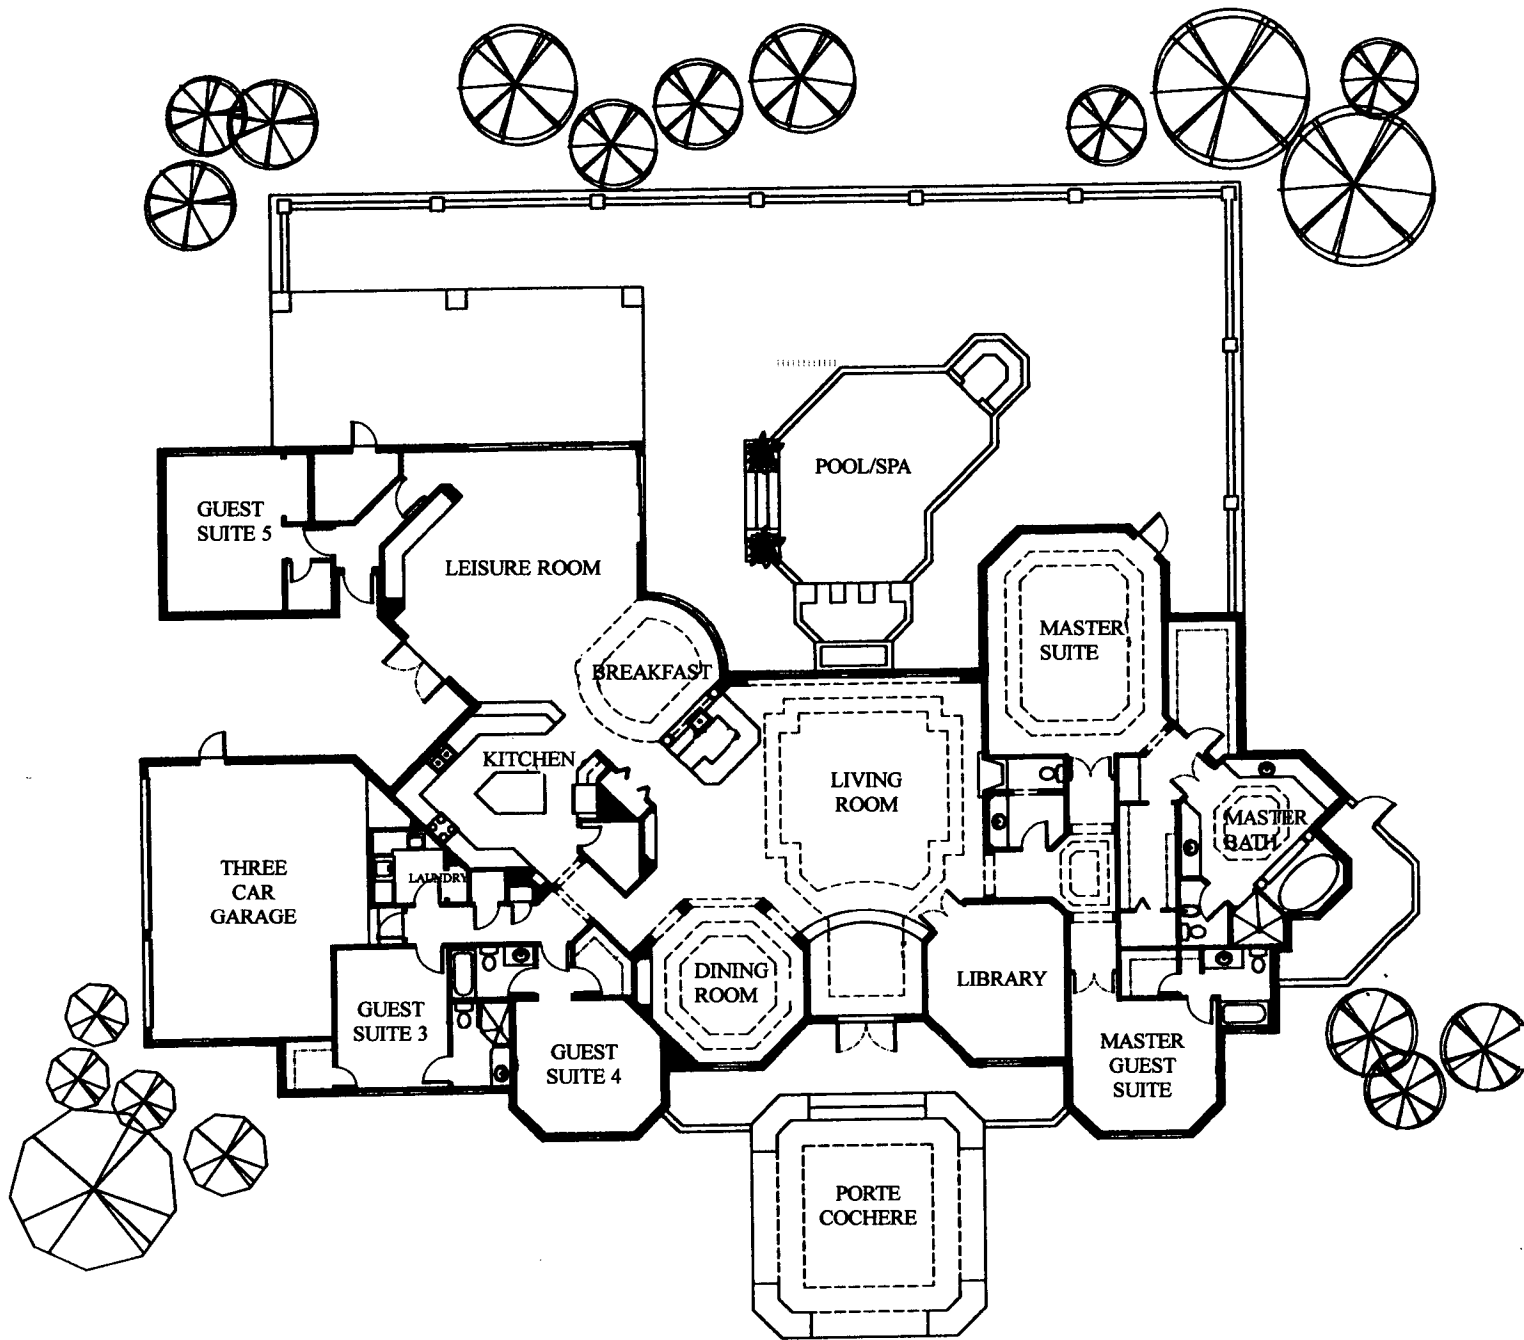 POOL/SPA
GUEST
SUITE 5
LEISURE ROOM
MASTER
SUITE
BREAKFAST
KITCHEN
LIVING
ROOM
MASTER
BATH
THREE
CAR
GARAGE
LAUNDRY
DINING
ROOM
LIBRARY
GUEST
SUITE 3
GUEST
SUITE 4
MASTER
GUEST
SUITE
PORTE
COCHERE